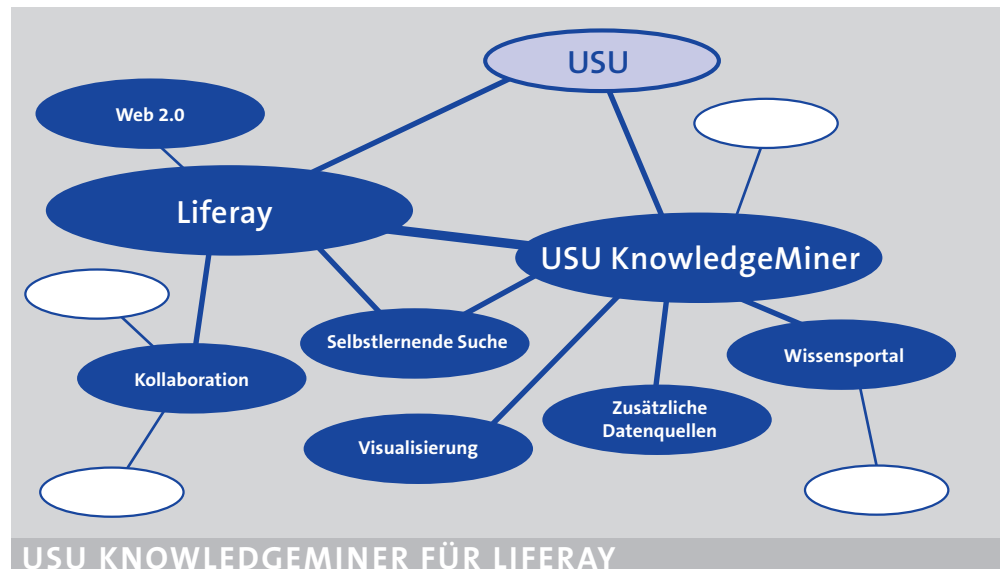 USU
Web 2.0
Liferay
USU KnowledgeMiner
Selbstlernende Suche
Wissensportal
Kollaboration
Zusätzliche
Datenquellen
Visualisierung
USU KNOWLEDGEMINER FÜR LIFERAY